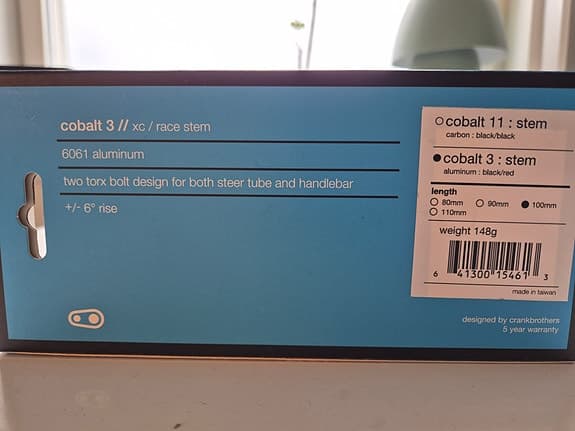 cobalt 3 // xc / race stem
6061 aluminum
two torx bolt design for both steer tube and handlebar
+/- 6° rise
cobalt 11 : stem
carbon : black/black
cobalt 3 : stem
aluminum : black/red
length
80mm 90mm 100mm
110mm
weight 148g
6 41300 15461 3
made in taiwan
designed by crankbrothers
5 year warranty